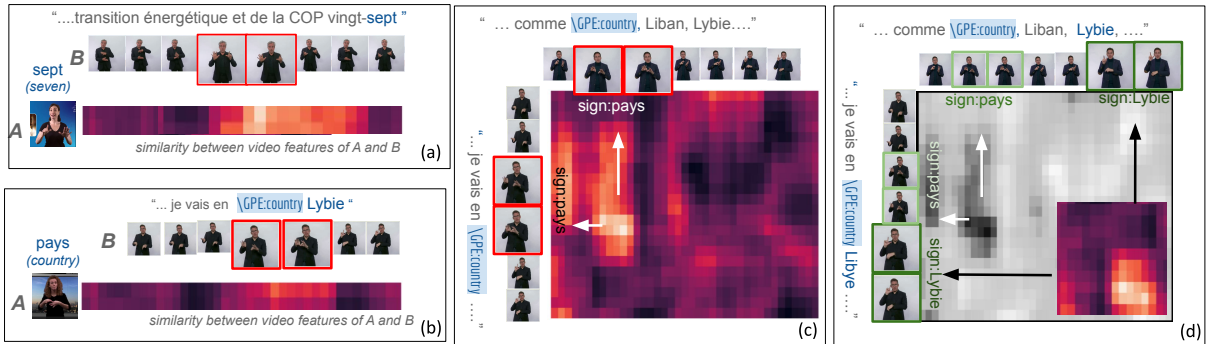 "....transition énergétique et de la COP vingt-sept "
B
sept
(seven)
A
similarity between video features of A and B
(a)
"... je vais en \GPE:country Lybie "
B
pays
(country)
A
similarity between video features of A and B
(b)
" ... comme \GPE:country, Liban, Lybie...."
sign:pays
sign:pays
"... je vais en \GPE:country .... "
(c)
" ... comme \GPE:country, Liban, Lybie, ...."
sign:pays
sign:Lybie
sign:pays
sign:Lybie
"... je vais en \GPE:country Libye .... "
(d)